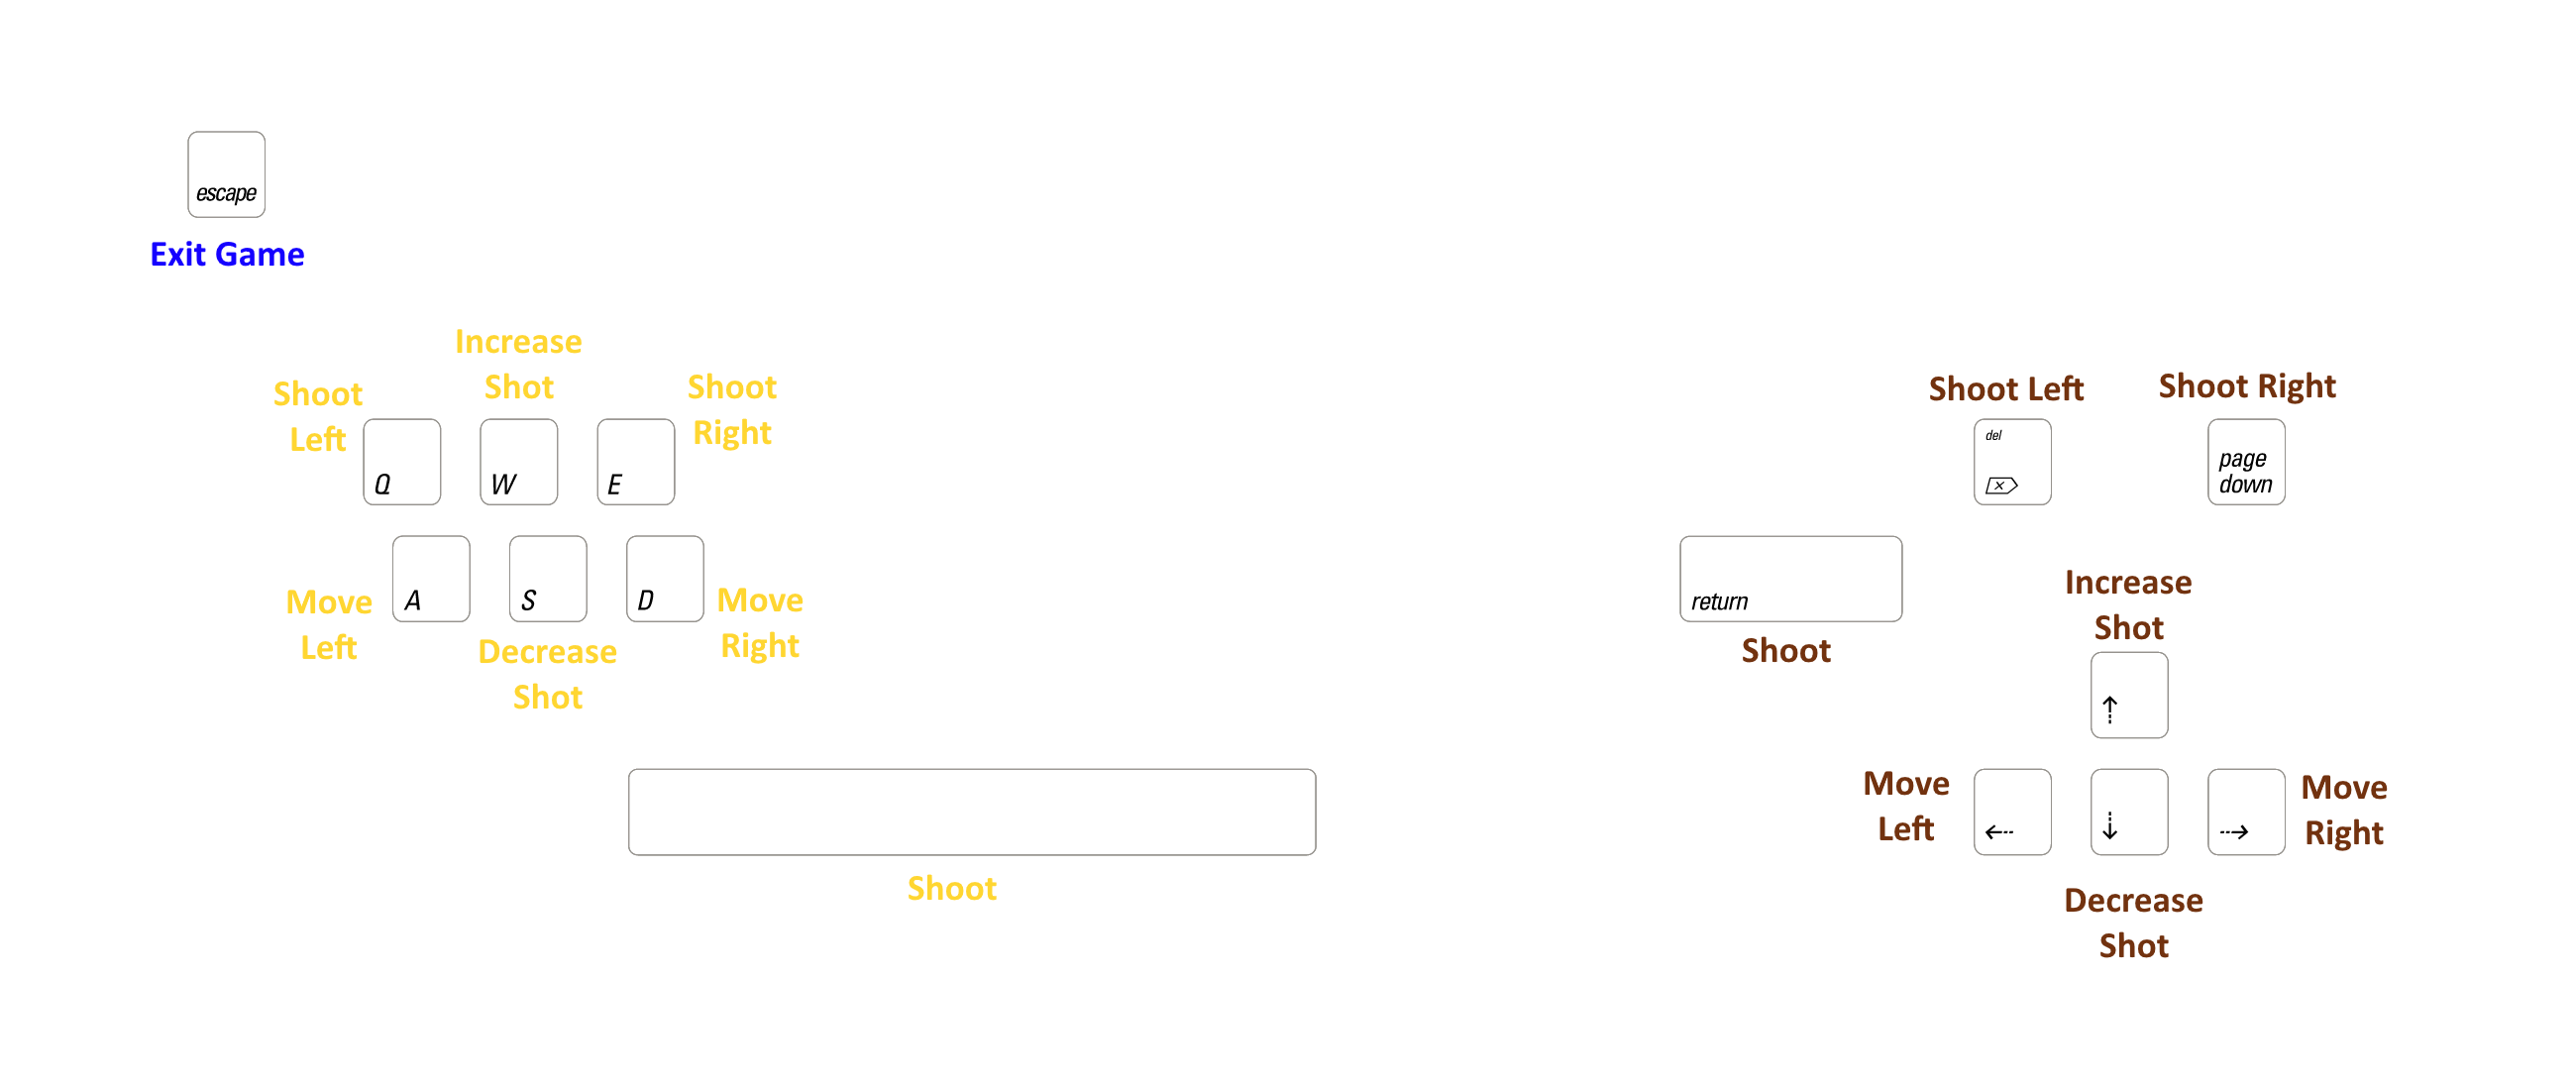 escape
Exit Game
Increase
Shot
Shoot
Left
Shoot
Right
Q
W
E
A
S
D
Move
Left
Decrease
Shot
Move
Right
Shoot
Shoot Left
Shoot Right
del
page
down
return
Shoot
Increase
Shot
Move
Left
Move
Right
Decrease
Shot